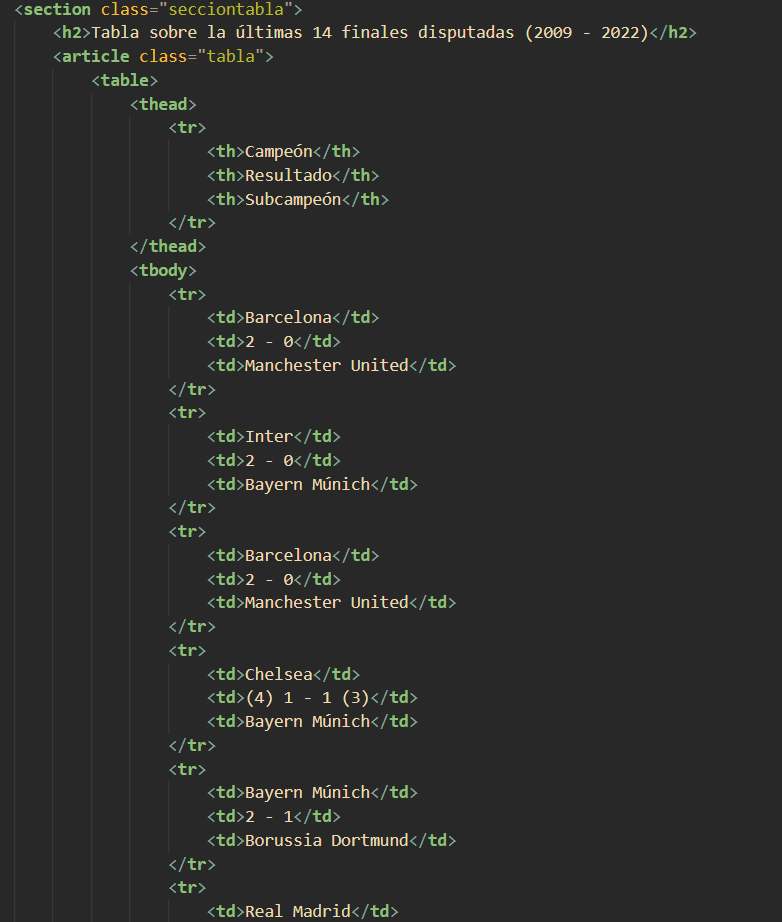 <section class="secciontabla">
<h2>Tabla sobre la últimas 14 finales disputadas (2009 - 2022)</h2>
<article class="tabla">
<table>
<thead>
<tr>
<th>Campeón</th>
<th>Resultado</th>
<th>Subcampeón</th>
</tr>
</thead>
<tbody>
<tr>
<td>Barcelona</td>
<td>2 - 0</td>
<td>Manchester United</td>
</tr>
<tr>
<td>Inter</td>
<td>2 - 0</td>
<td>Bayern Múnich</td>
</tr>
<tr>
<td>Barcelona</td>
<td>2 - 0</td>
<td>Manchester United</td>
</tr>
<tr>
<td>Chelsea</td>
<td>(4) 1 - 1 (3)</td>
<td>Bayern Múnich</td>
</tr>
<tr>
<td>Bayern Múnich</td>
<td>2 - 1</td>
<td>Borussia Dortmund</td>
</tr>
<tr>
<td>Real Madrid</td>